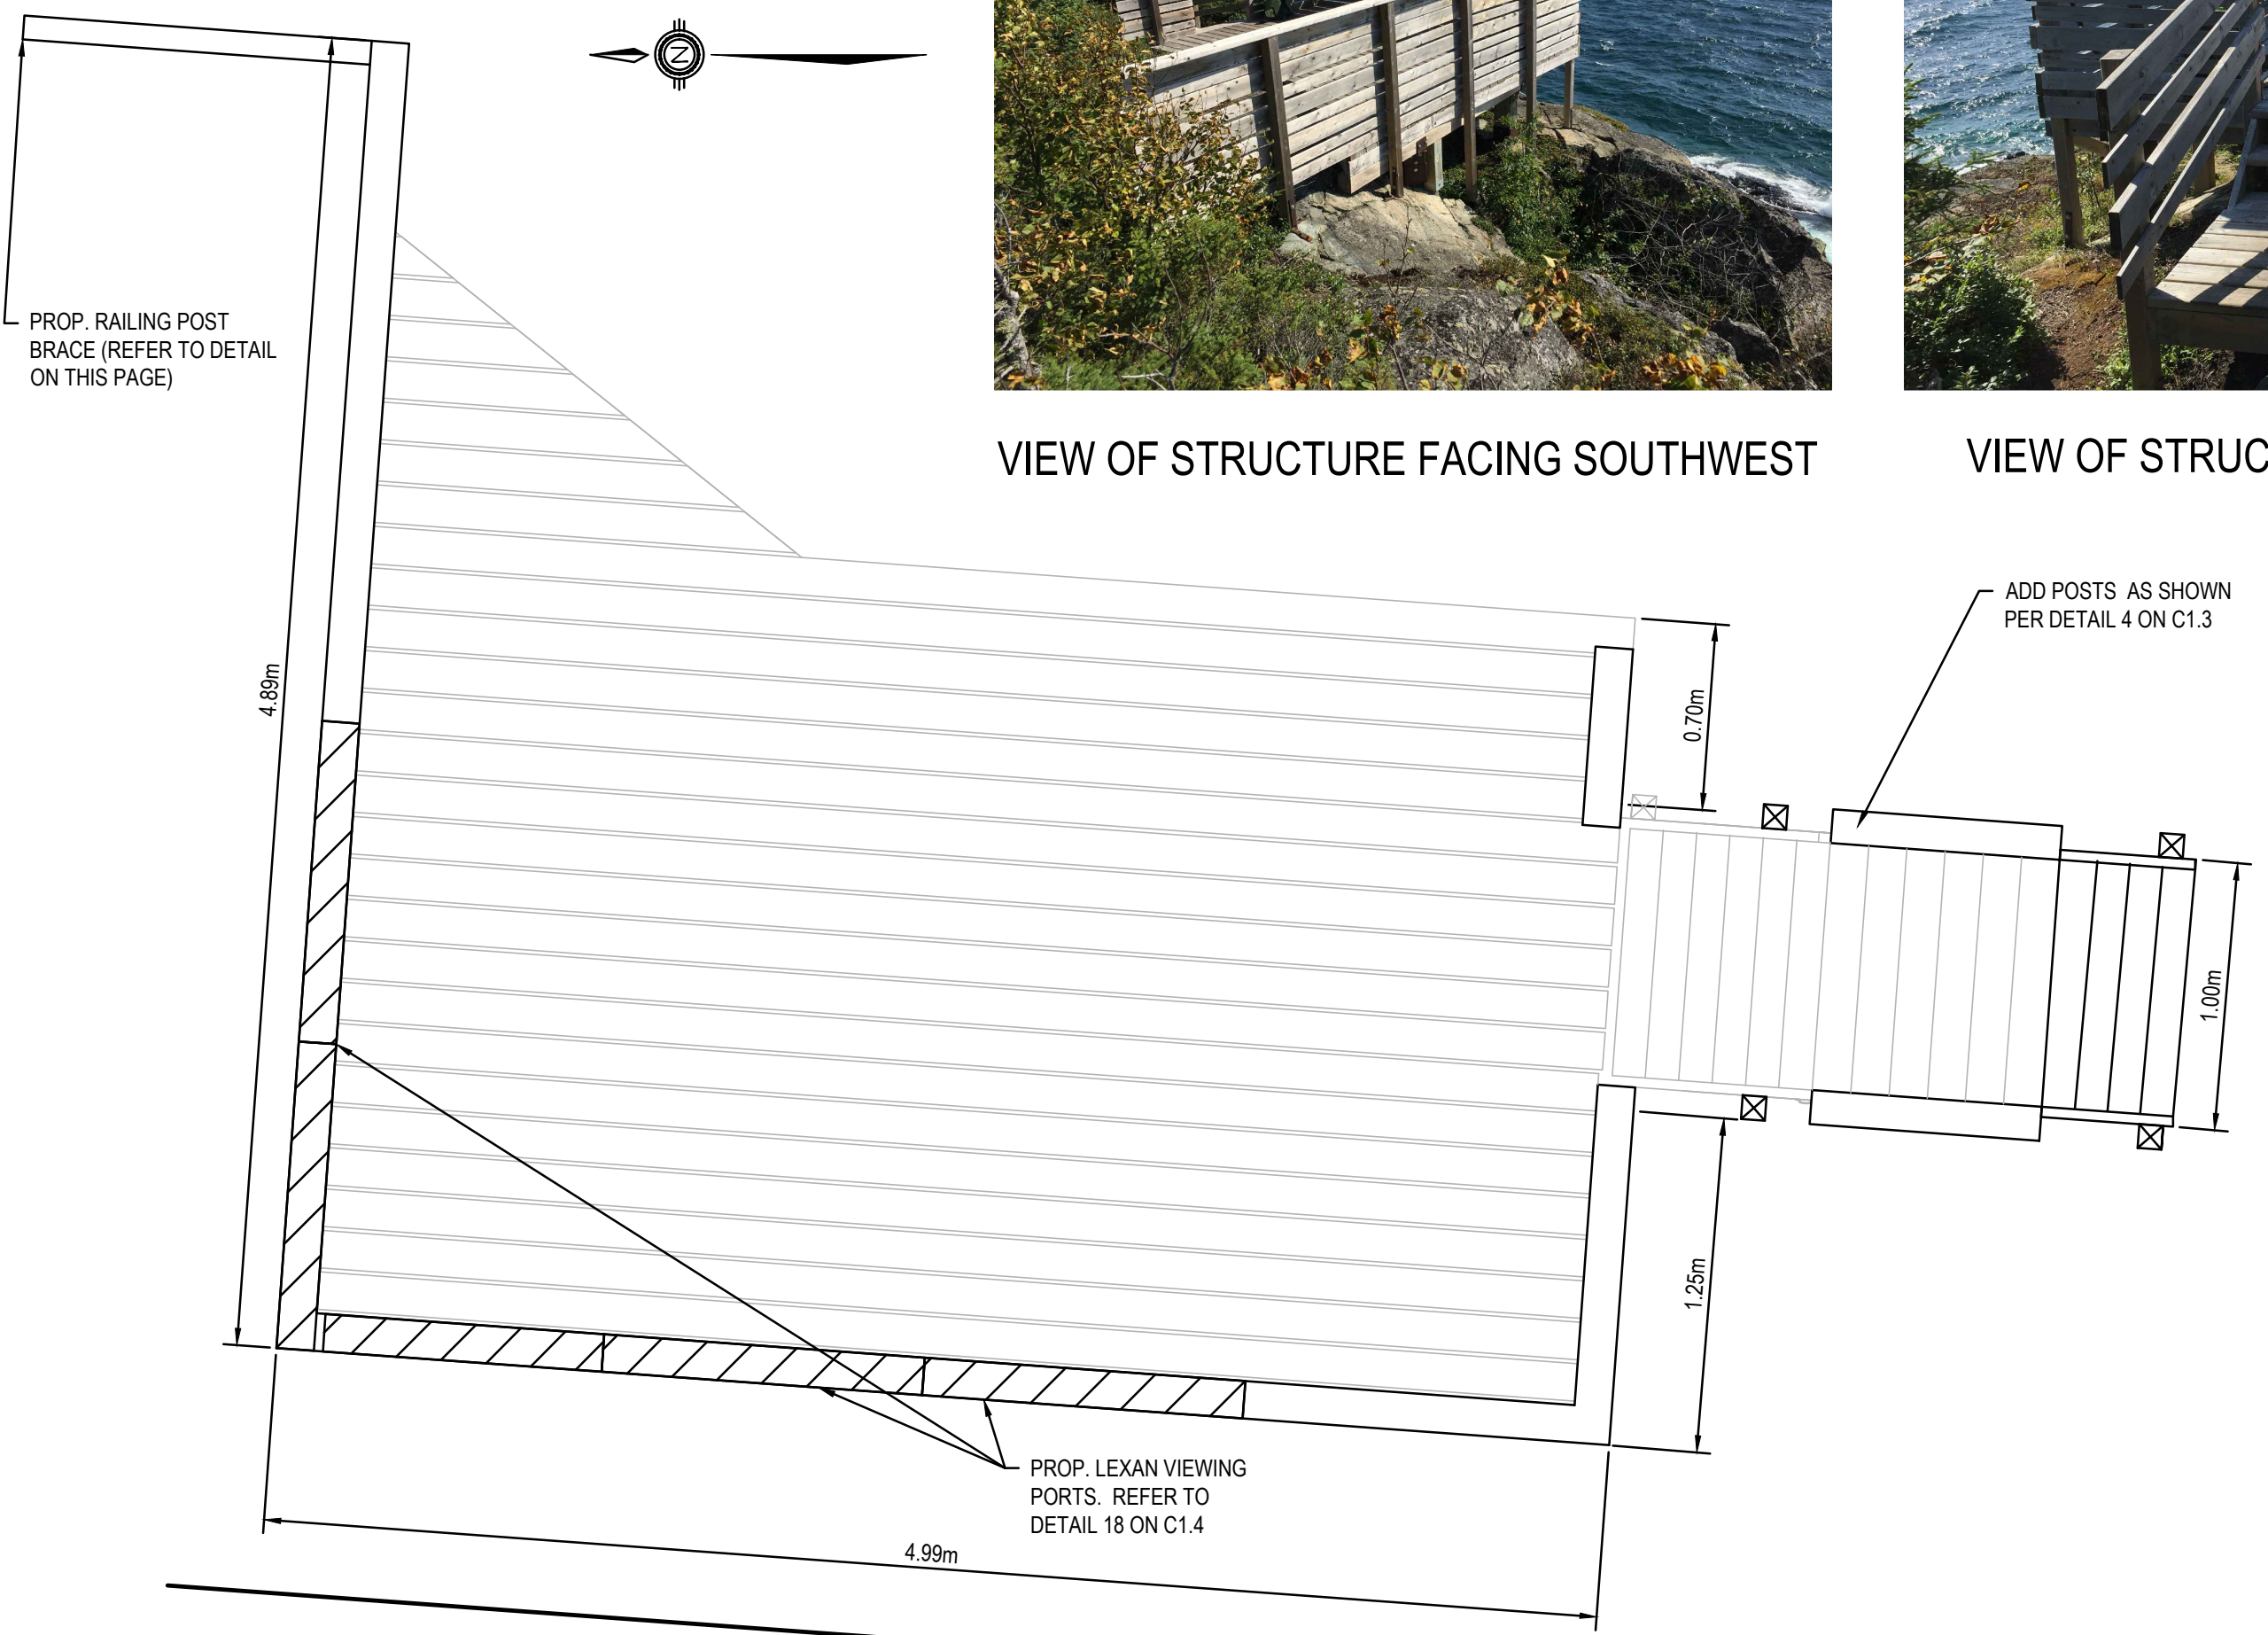 N
PROP. RAILING POST
BRACE (REFER TO DETAIL
ON THIS PAGE)
VIEW OF STRUCTURE FACING SOUTHWEST
VIEW OF STRUC
ADD POSTS AS SHOWN
PER DETAIL 4 ON C1.3
4.89m
0.70m
1.00m
1.25m
PROP. LEXAN VIEWING
PORTS. REFER TO
DETAIL 18 ON C1.4
4.99m